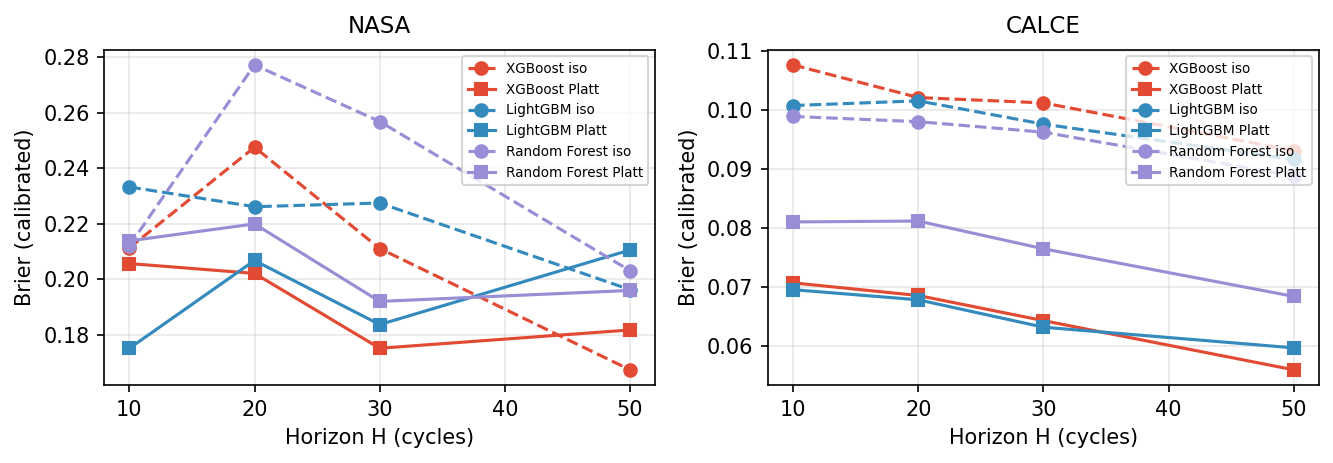 NASA
0.28
0.26
0.24
0.22
0.20
0.18
Brier (calibrated)
10 20 30 40 50
Horizon H (cycles)
XGBoost iso
XGBoost Platt
LightGBM iso
LightGBM Platt
Random Forest iso
Random Forest Platt
CALCE
0.11
0.10
0.09
0.08
0.07
0.06
Brier (calibrated)
10 20 30 40 50
Horizon H (cycles)
XGBoost iso
XGBoost Platt
LightGBM iso
LightGBM Platt
Random Forest iso
Random Forest Platt